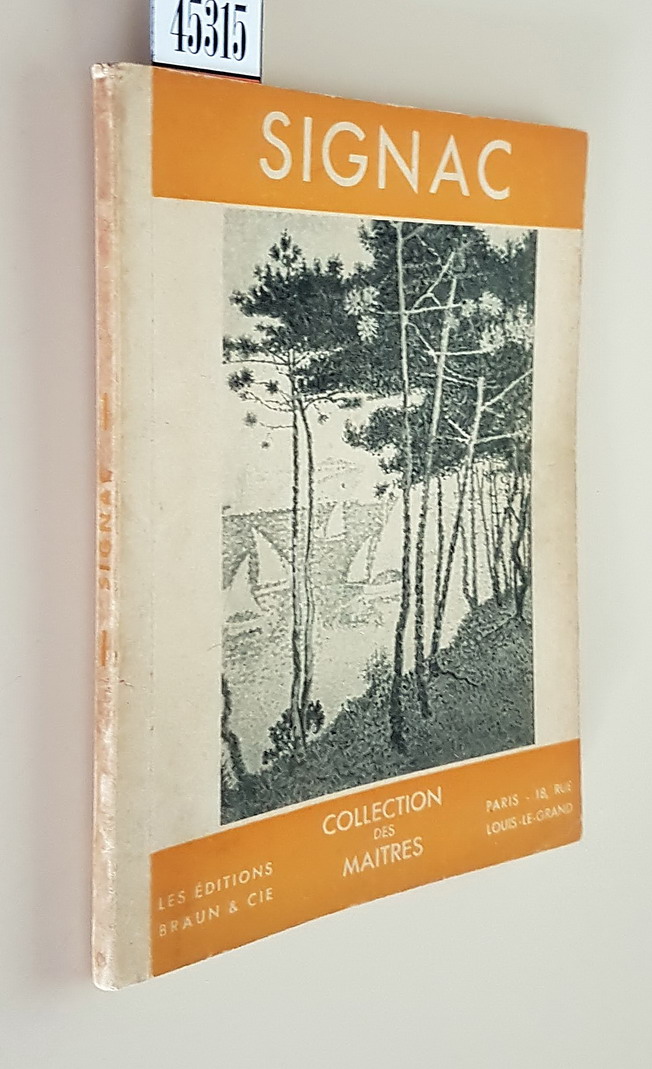 45315
SIGNAC
SIGNAC
COLLECTION
DES
MAITRES
LES ÉDITIONS
BRAUN & CIE
PARIS - 18, RUE
LOUIS-LE-GRAND